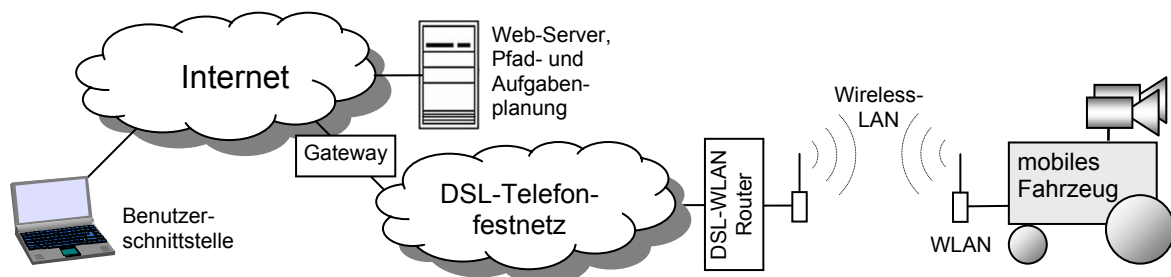 Internet
Web-Server,
Pfad- und
Aufgaben-
planung
Gateway
Benutzer-
schnittstelle
DSL-Telefon-
festnetz
DSL-WLAN
Router
Wireless-
LAN
WLAN
mobiles
Fahrzeug